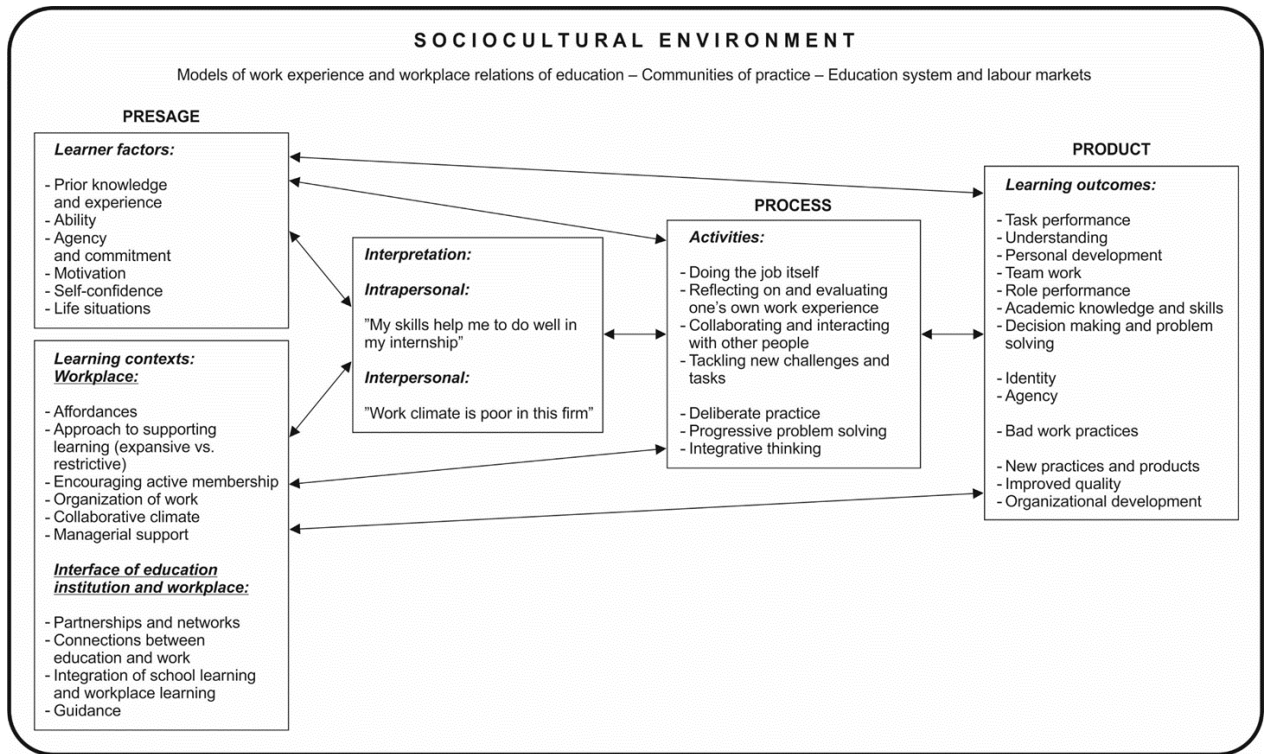 SOCIOCULTURAL ENVIRONMENT
Models of work experience and workplace relations of education – Communities of practice – Education system and labour markets
PRESAGE
Learner factors:
- Prior knowledge
and experience
- Ability
- Agency
and commitment
- Motivation
- Self-confidence
- Life situations
Learning contexts:
Workplace:
- Affordances
- Approach to supporting
learning (expansive vs.
restrictive)
- Encouraging active membership
- Organization of work
- Collaborative climate
- Managerial support
Interface of education
institution and workplace:
- Partnerships and networks
- Connections between
education and work
- Integration of school learning
and workplace learning
- Guidance
Interpretation:
Intrapersonal:
”My skills help me to do well in
my internship”
Interpersonal:
”Work climate is poor in this firm”
PROCESS
Activities:
- Doing the job itself
- Reflecting on and evaluating
one’s own work experience
- Collaborating and interacting
with other people
- Tackling new challenges and
tasks
- Deliberate practice
- Progressive problem solving
- Integrative thinking
PRODUCT
Learning outcomes:
- Task performance
- Understanding
- Personal development
- Team work
- Role performance
- Academic knowledge and skills
- Decision making and problem
solving
- Identity
- Agency
- Bad work practices
- New practices and products
- Improved quality
- Organizational development